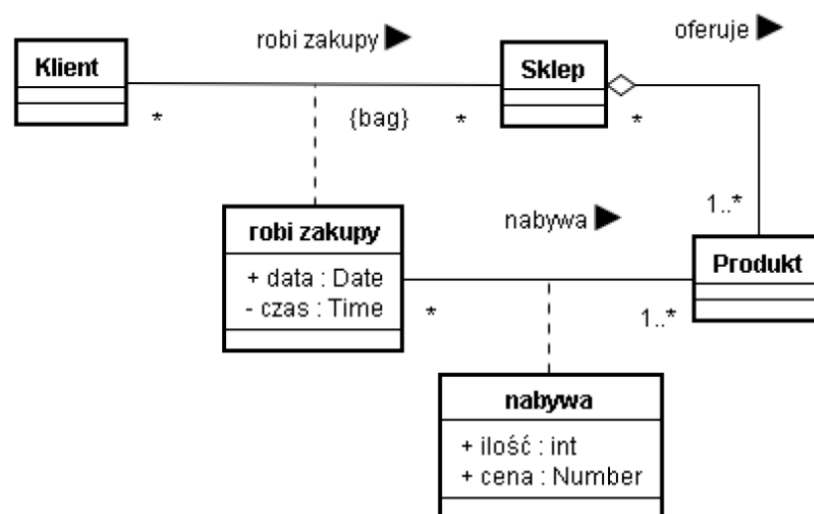 robi zakupy ▶
oferuje ▶
Klient
Sklep
*
{bag}
*
*
1..*
robi zakupy
+ data : Date
- czas : Time
nabywa ▶
Produkt
*
1..*
nabywa
+ ilość : int
+ cena : Number